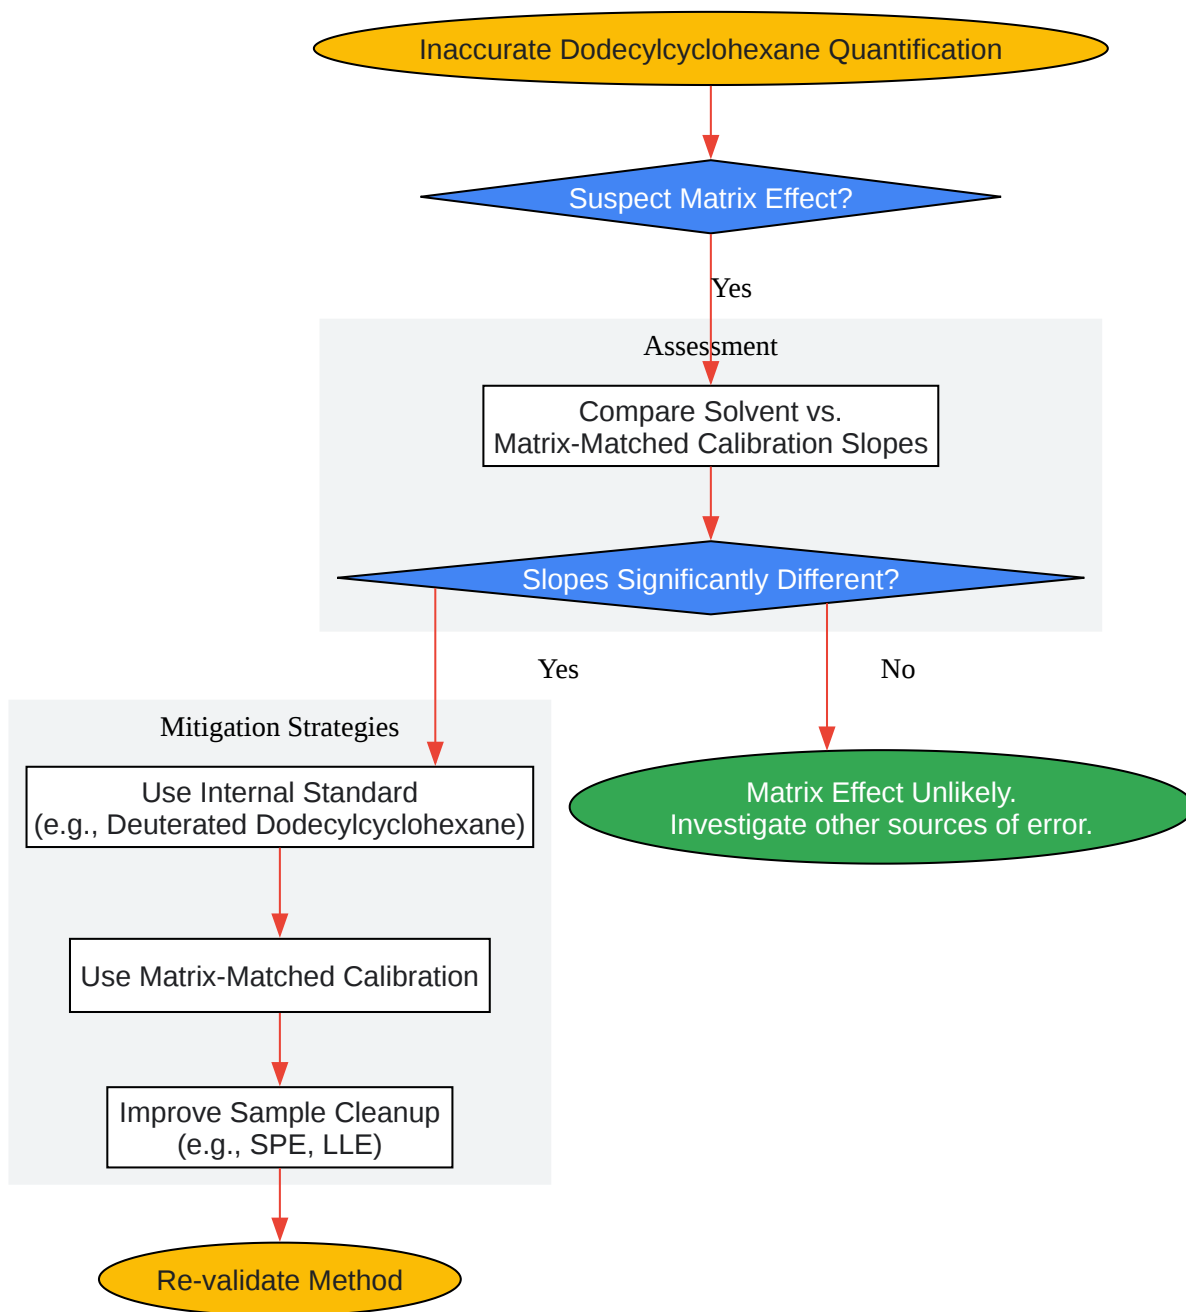 Inaccurate Dodecylcyclohexane Quantification
Suspect Matrix Effect?
Yes
Assessment
Compare Solvent vs.
Matrix-Matched Calibration Slopes
Slopes Significantly Different?
Yes
No
Mitigation Strategies
Use Internal Standard
(e.g., Deuterated Dodecylcyclohexane)
Matrix Effect Unlikely.
Investigate other sources of error.
Use Matrix-Matched Calibration
Improve Sample Cleanup
(e.g., SPE, LLE)
Re-validate Method